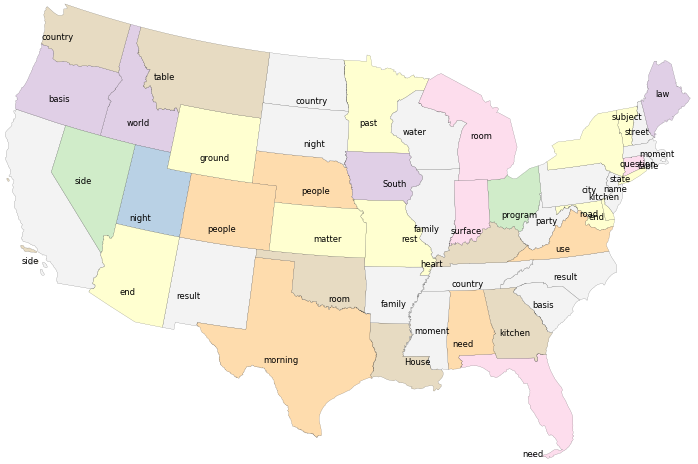 country
table
basis
world
country
past
water
room
law
subject
street
night
ground
side
night
people
people
South
moment
question
table
state
name
city
kitchen
program
surface
party
road
end
use
family
rest
matter
heart
side
end
result
room
family
country
result
basis
kitchen
moment
need
House
morning
need